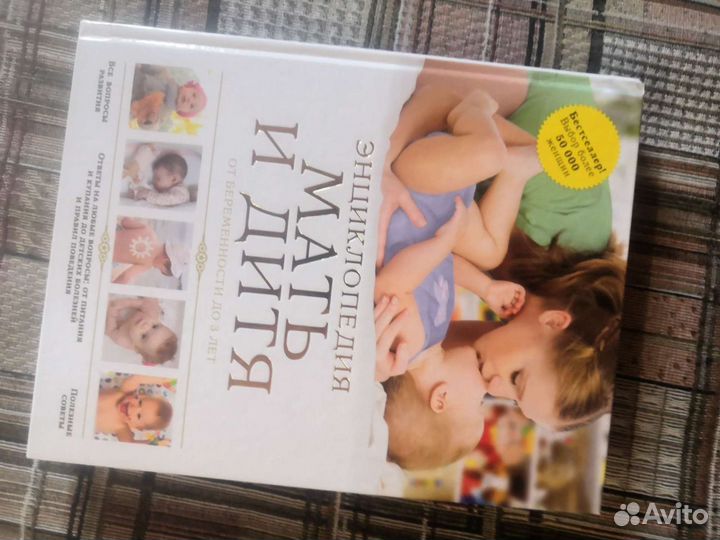 Бестселлер!
Выбор более
50 000
женщин
ЭНЦИКЛОПЕДИЯ
МАТЬ
И ДИТЯ
ОТ БЕРЕМЕННОСТИ ДО 3 ЛЕТ
ВСЕ ВОПРОСЫ
РАЗВИТИЯ
ОТВЕТЫ НА ЛЮБЫЕ ВОПРОСЫ: ОТ ПИТАНИЯ
И КУПАНИЯ ДО ДЕТСКИХ БОЛЕЗНЕЙ
И ПРАВИЛ ПОВЕДЕНИЯ
ПОЛЕЗНЫЕ
СОВЕТЫ
Avito